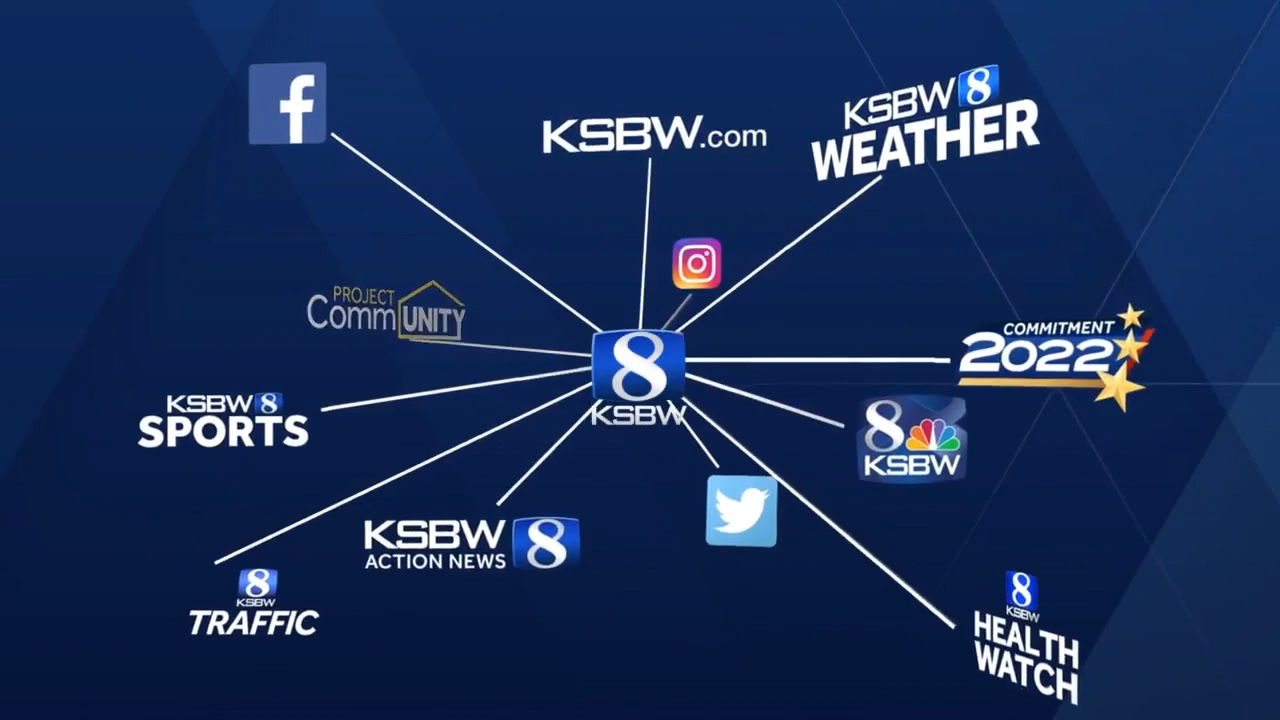 f
KSBW.com
KSBW 8
WEATHER
PROJECT
CommUNITY
COMMITMENT
2022
8
KSBW
KSBW 8
SPORTS
8
KSBW
KSBW 8
ACTION NEWS
8
KSBW
TRAFFIC
8
KSBW
HEALTH
WATCH